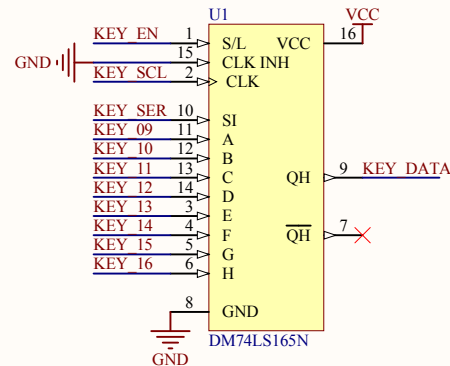 U1
VCC
KEY_EN 1 S/L VCC 16
GND 15 CLK INH
KEY_SCL 2 CLK
KEY_SER 10 SI
KEY_09 11 A
KEY_10 12 B
KEY_11 13 C QH 9 KEY_DATA
KEY_12 14 D
KEY_13 3 E
KEY_14 4 F QH 7
KEY_15 5 G
KEY_16 6 H
8 GND
GND
DM74LS165N